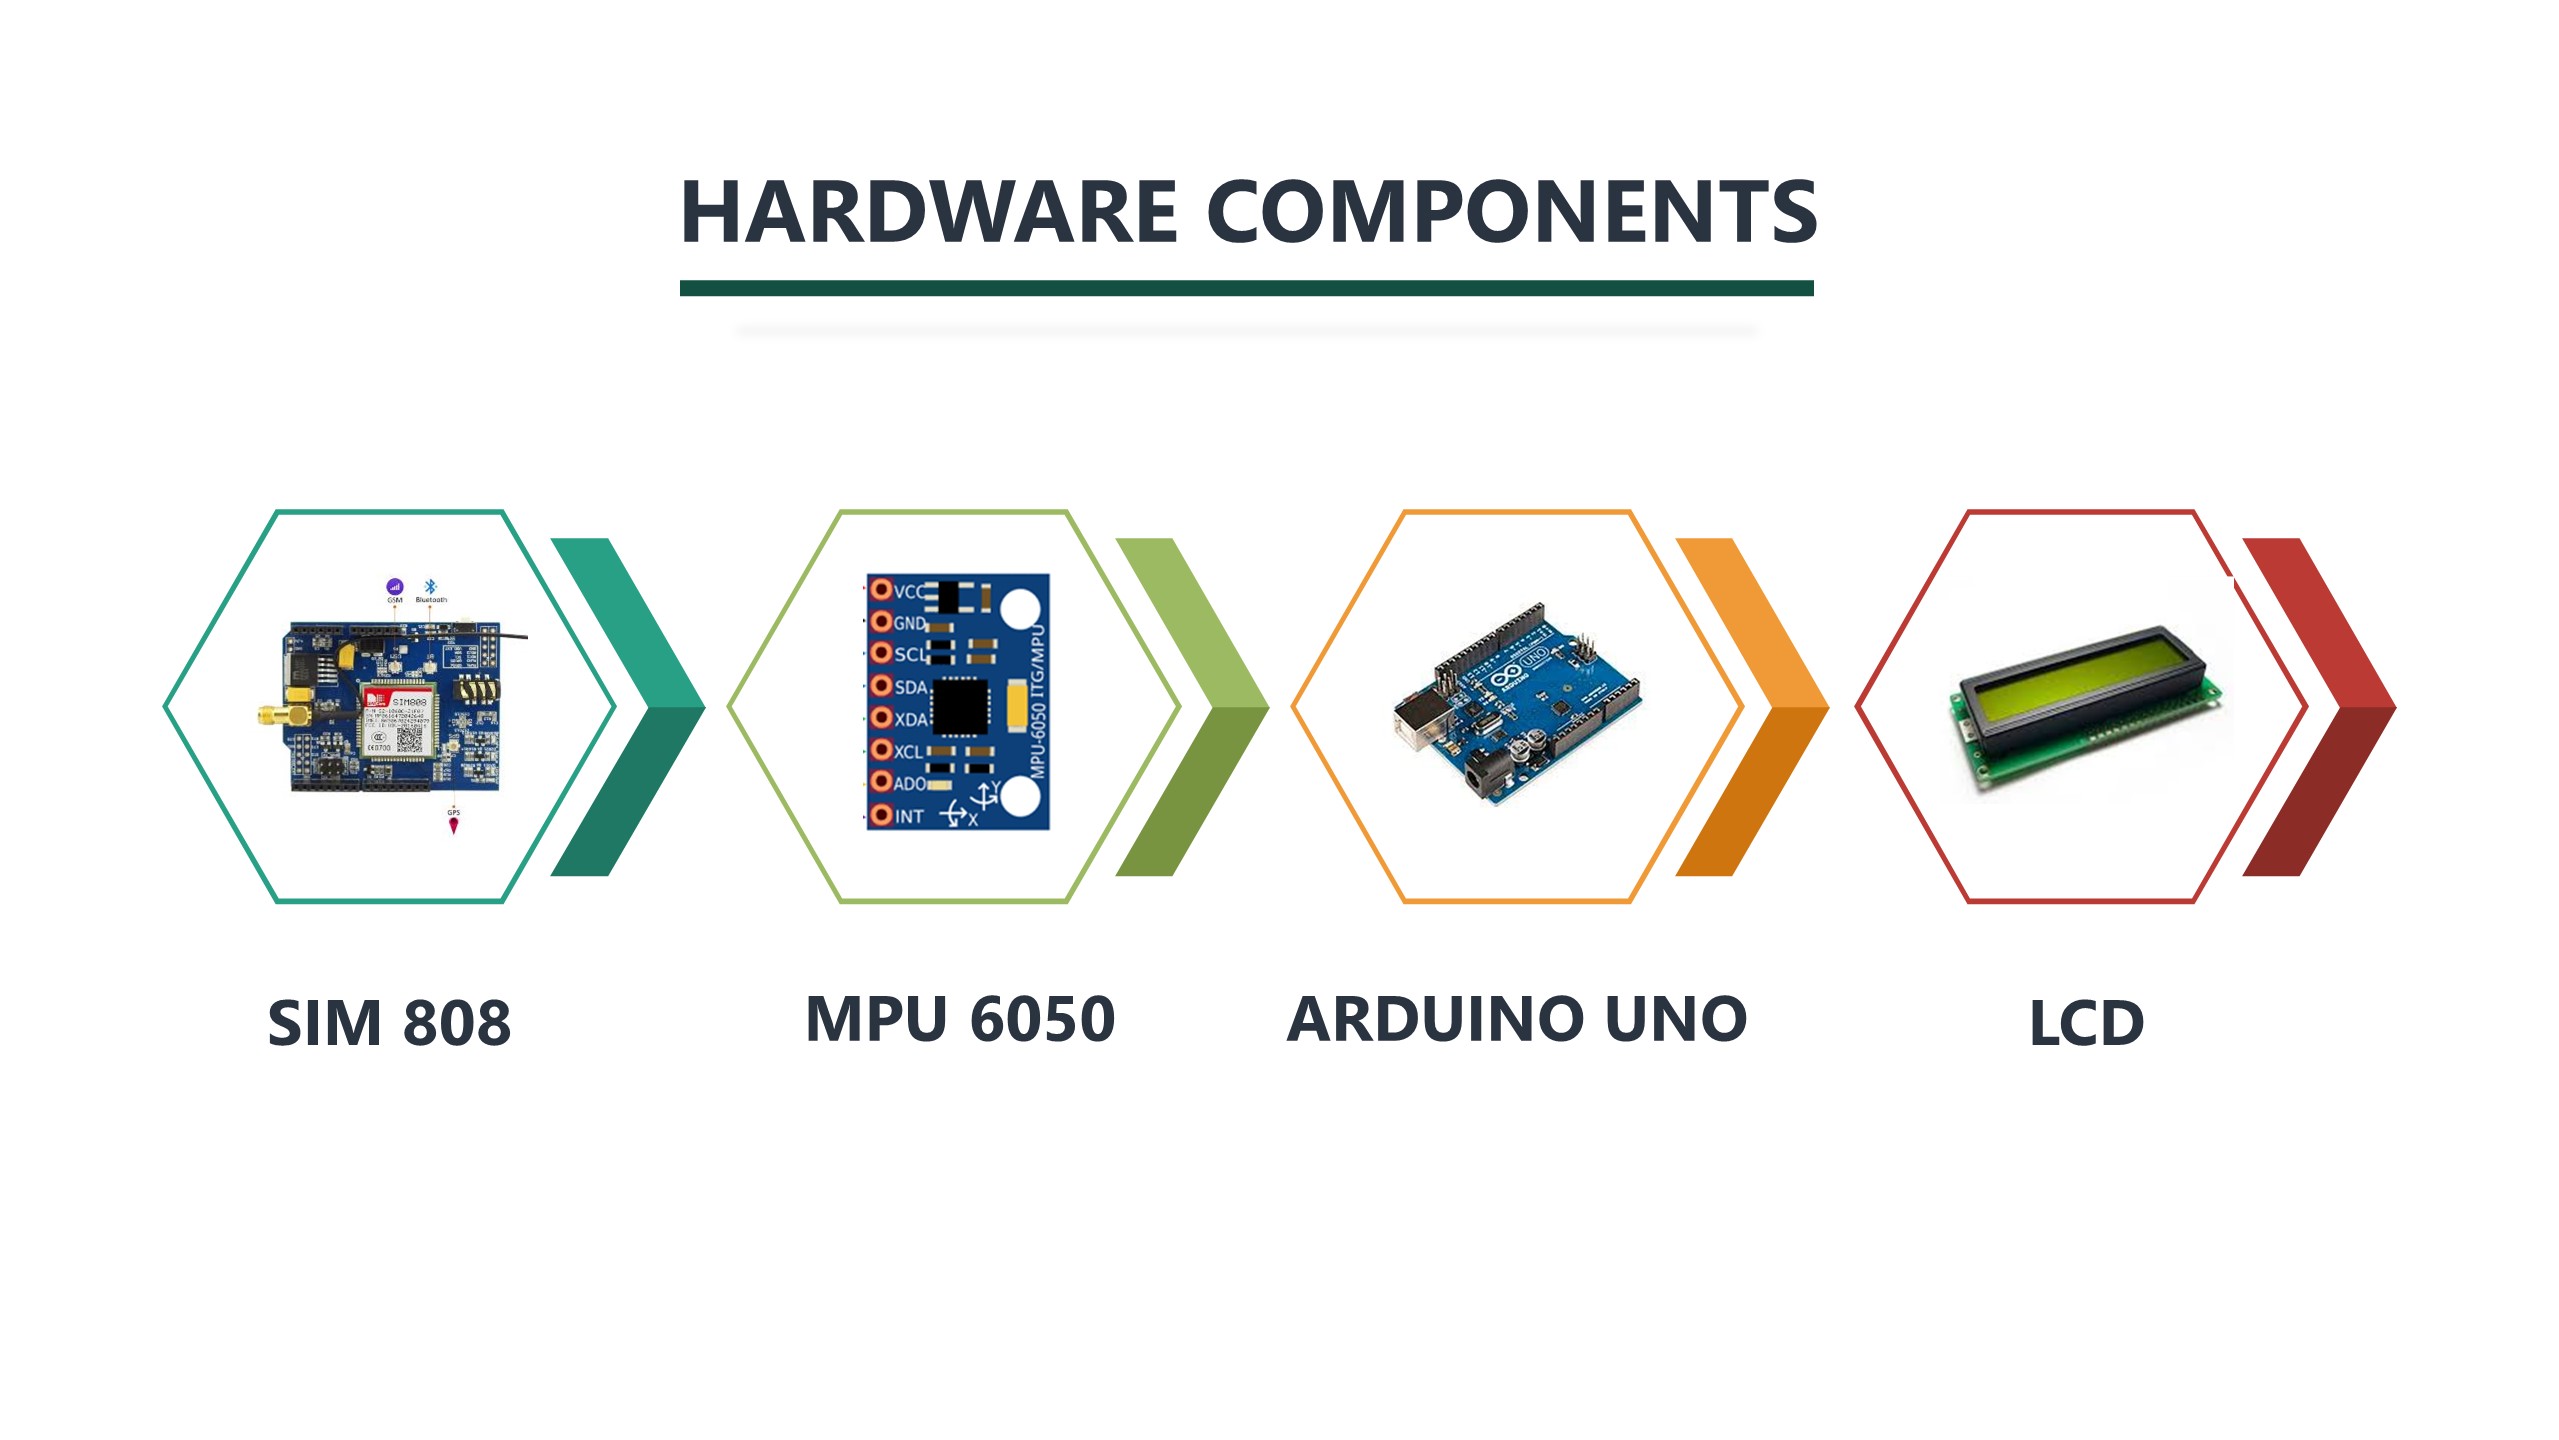 HARDWARE COMPONENTS
GSM
Bluetooth
SIM808
GPS
VCC
GND
SCL
SDA
XDA
XCL
ADO
INT
MPU-6050 ITG/MPU
Y
X
UNO
ARDUINO
SIM 808
MPU 6050
ARDUINO UNO
LCD